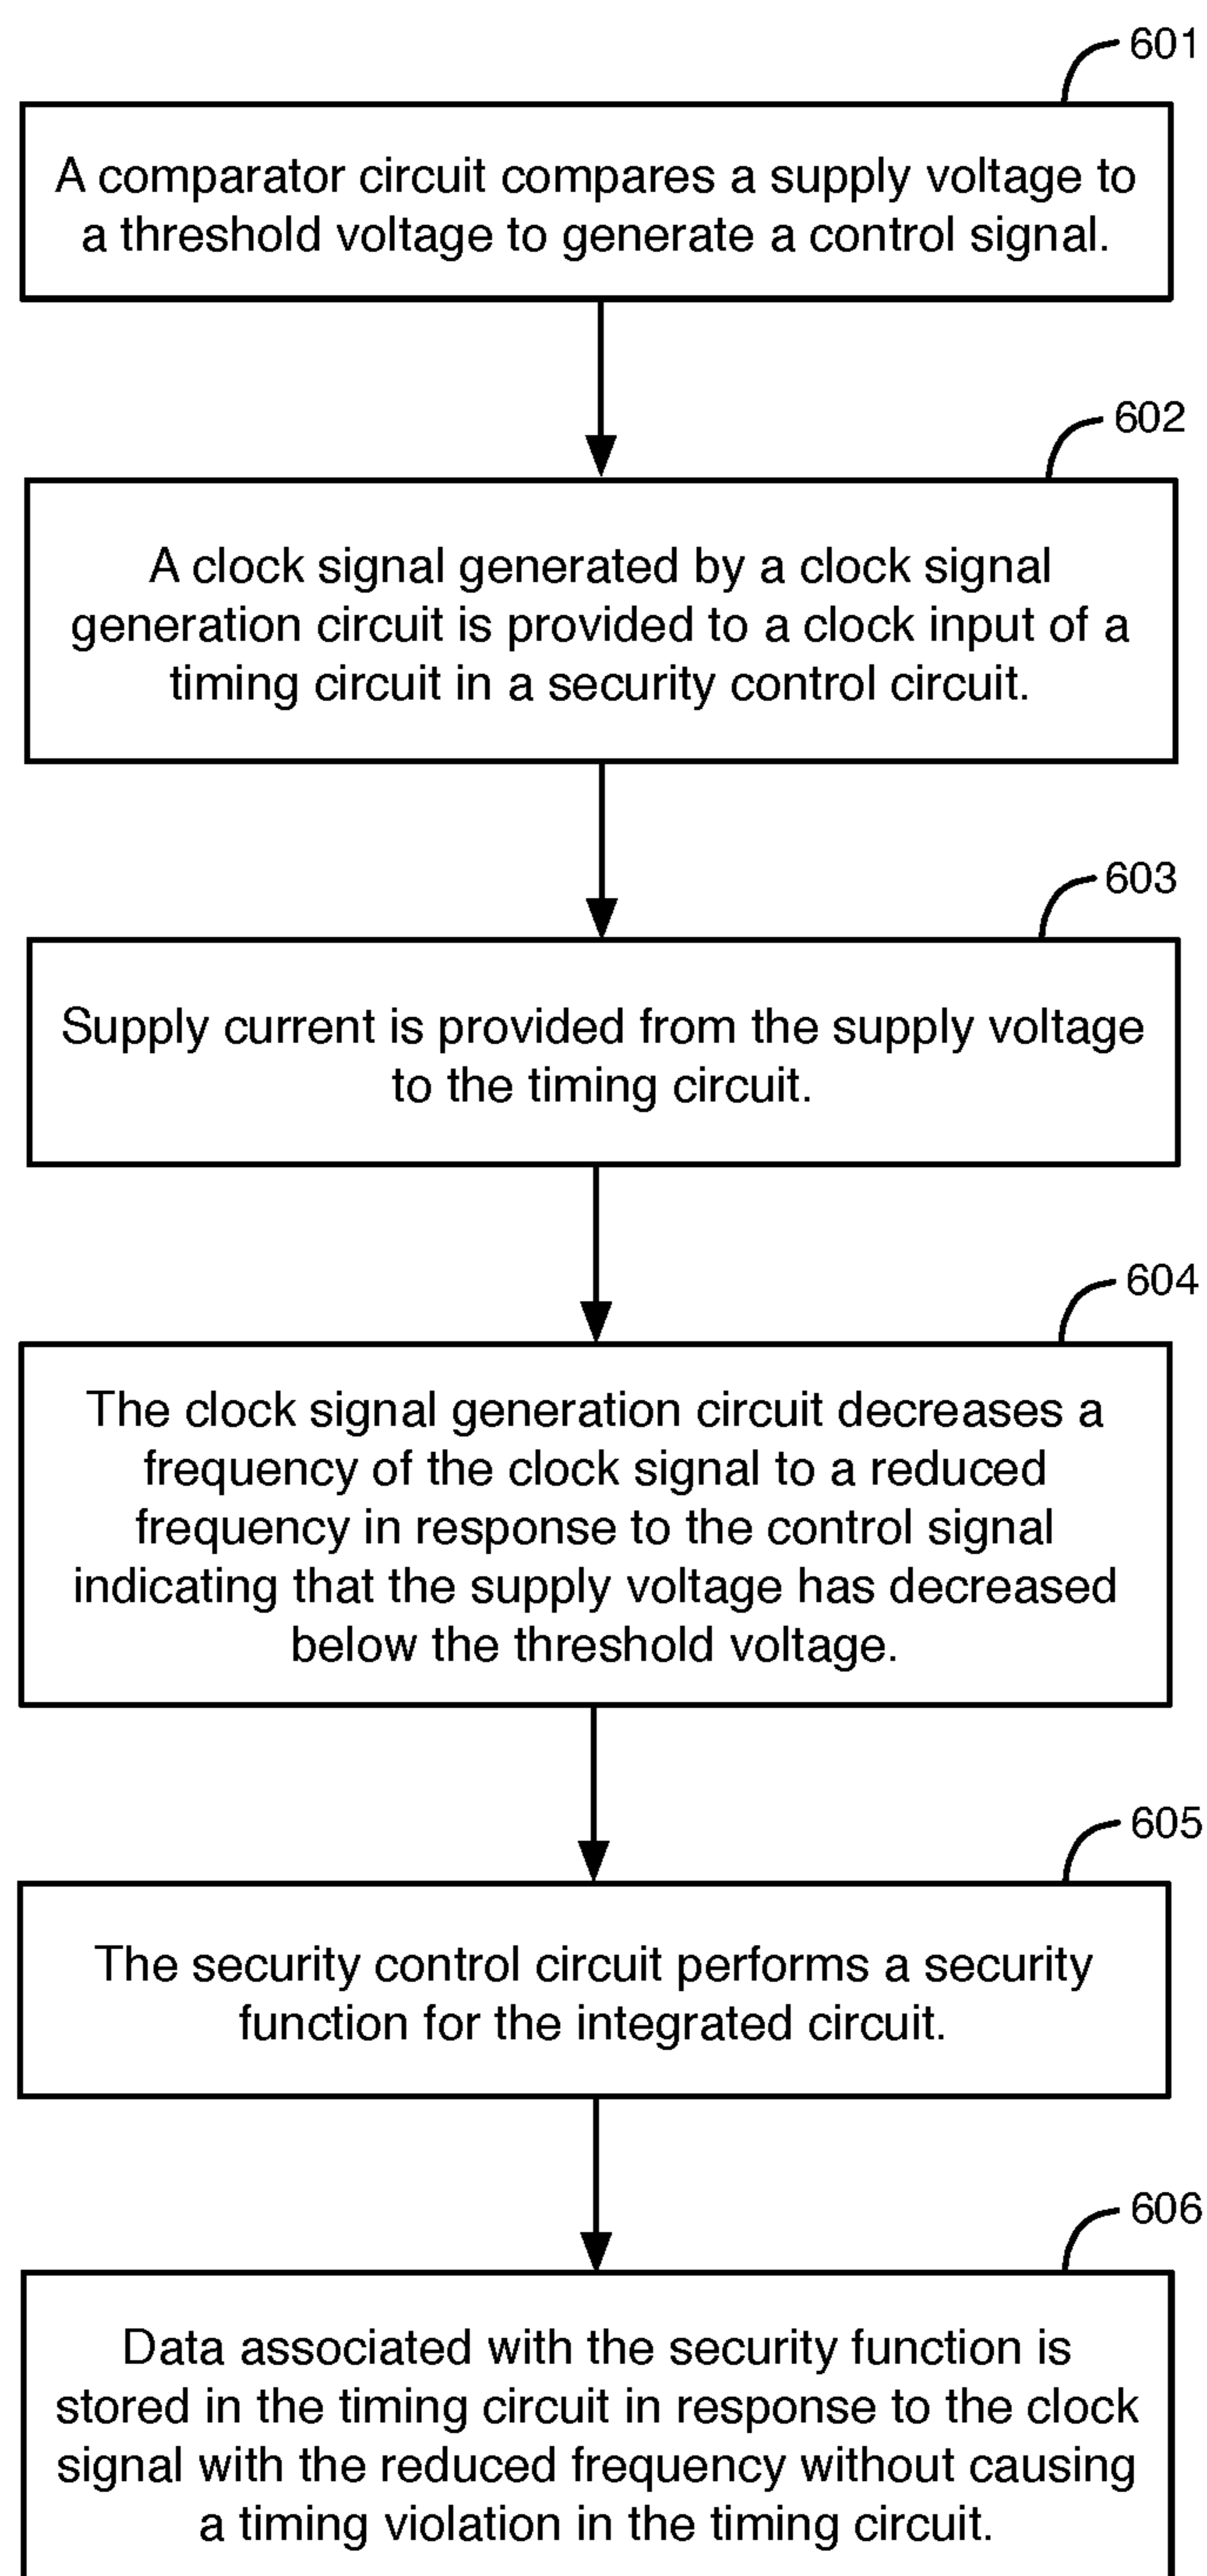 601
A comparator circuit compares a supply voltage to
a threshold voltage to generate a control signal.
602
A clock signal generated by a clock signal
generation circuit is provided to a clock input of a
timing circuit in a security control circuit.
603
Supply current is provided from the supply voltage
to the timing circuit.
604
The clock signal generation circuit decreases a
frequency of the clock signal to a reduced
frequency in response to the control signal
indicating that the supply voltage has decreased
below the threshold voltage.
605
The security control circuit performs a security
function for the integrated circuit.
606
Data associated with the security function is
stored in the timing circuit in response to the clock
signal with the reduced frequency without causing
a timing violation in the timing circuit.